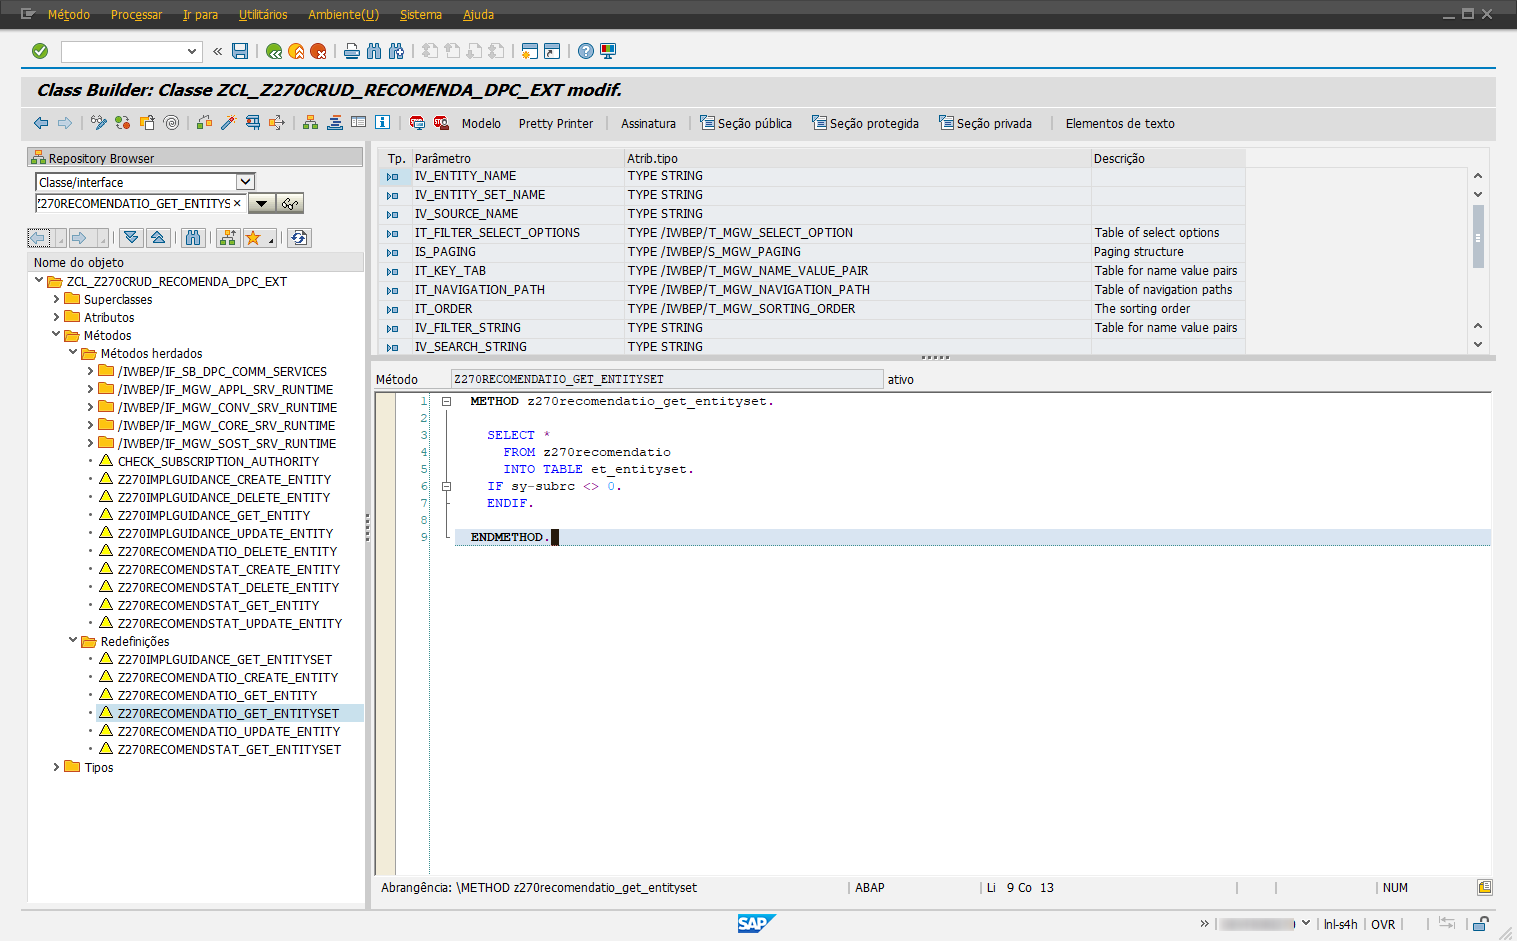 Método Processar Ir para Utilitários Ambiente(U) Sistema Ajuda
Class Builder: Classe ZCL_Z270CRUD_RECOMENDA_DPC_EXT modif.
Modelo Pretty Printer Assinatura Seção pública Seção protegida Seção privada Elementos de texto
Repository Browser
Classe/interface
Z270RECOMENDATIO_GET_ENTITYS
Nome do objeto
ZCL_Z270CRUD_RECOMENDA_DPC_EXT
Superclasses
Atributos
Métodos
Métodos herdados
/IWBEP/IF_SB_DPC_COMM_SERVICES
/IWBEP/IF_MGW_APPL_SRV_RUNTIME
/IWBEP/IF_MGW_CONV_SRV_RUNTIME
/IWBEP/IF_MGW_CORE_SRV_RUNTIME
/IWBEP/IF_MGW_SOST_SRV_RUNTIME
CHECK_SUBSCRIPTION_AUTHORITY
Z270IMPLGUIDANCE_CREATE_ENTITY
Z270IMPLGUIDANCE_DELETE_ENTITY
Z270IMPLGUIDANCE_GET_ENTITY
Z270IMPLGUIDANCE_UPDATE_ENTITY
Z270RECOMENDATIO_DELETE_ENTITY
Z270RECOMENDSTAT_CREATE_ENTITY
Z270RECOMENDSTAT_DELETE_ENTITY
Z270RECOMENDSTAT_GET_ENTITY
Z270RECOMENDSTAT_UPDATE_ENTITY
Redefinições
Z270IMPLGUIDANCE_GET_ENTITYSET
Z270RECOMENDATIO_CREATE_ENTITY
Z270RECOMENDATIO_GET_ENTITY
Z270RECOMENDATIO_GET_ENTITYSET
Z270RECOMENDATIO_UPDATE_ENTITY
Z270RECOMENDSTAT_GET_ENTITYSET
Tipos
Tp. Parâmetro Atrib.tipo Descrição
IV_ENTITY_NAME TYPE STRING
IV_ENTITY_SET_NAME TYPE STRING
IV_SOURCE_NAME TYPE STRING
IT_FILTER_SELECT_OPTIONS TYPE /IWBEP/T_MGW_SELECT_OPTION Table of select options
IS_PAGING TYPE /IWBEP/S_MGW_PAGING Paging structure
IT_KEY_TAB TYPE /IWBEP/T_MGW_NAME_VALUE_PAIR Table for name value pairs
IT_NAVIGATION_PATH TYPE /IWBEP/T_MGW_NAVIGATION_PATH Table of navigation paths
IT_ORDER TYPE /IWBEP/T_MGW_SORTING_ORDER The sorting order
IV_FILTER_STRING TYPE STRING Table for name value pairs
IV_SEARCH_STRING TYPE STRING
Método Z270RECOMENDATIO_GET_ENTITYSET ativo
1 METHOD z270recomendatio_get_entityset.
2
3 SELECT *
4 FROM z270recomendatio
5 INTO TABLE et_entityset.
6 IF sy-subrc <> 0.
7 ENDIF.
8
9 ENDMETHOD.
Abrangência: \METHOD z270recomendatio_get_entityset ABAP Li 9 Co 13 NUM
SAP lnl-s4h OVR